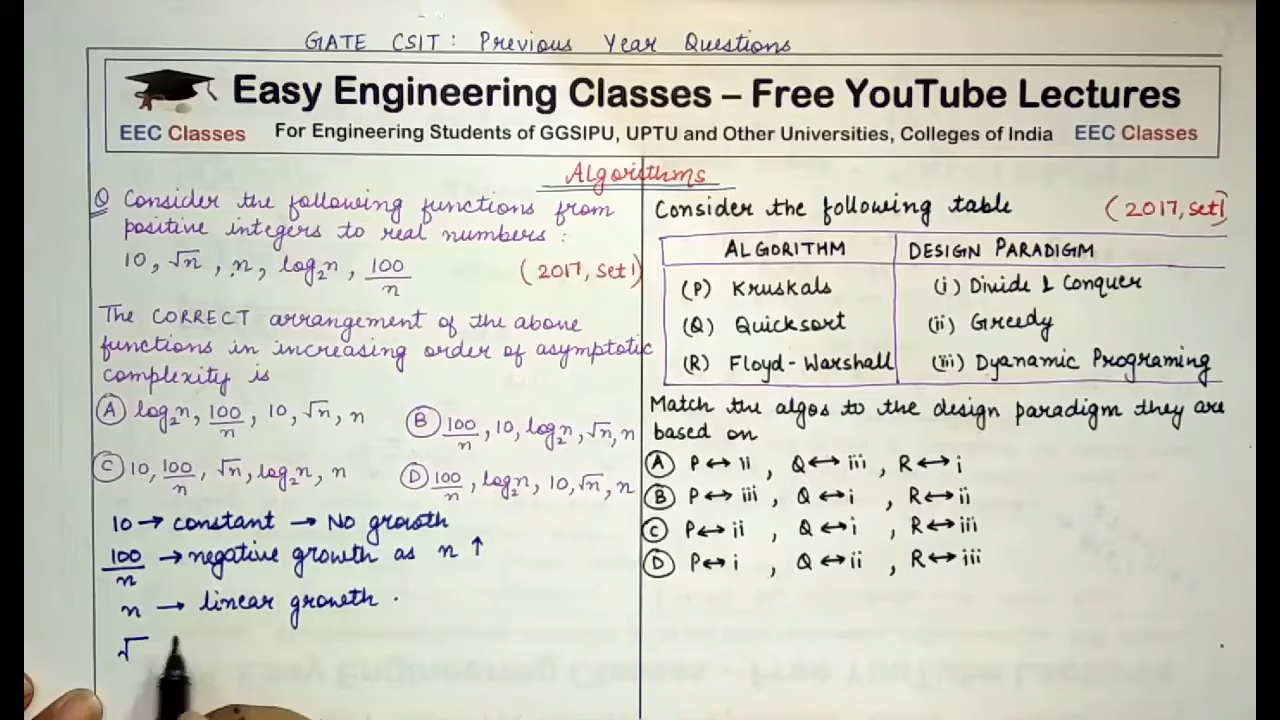 GATE CSIT: Previous Year Questions
Easy Engineering Classes – Free YouTube Lectures
EEC Classes For Engineering Students of GGSIPU, UPTU and Other Universities, Colleges of India EEC Classes
Algorithms
Q Consider the following functions from
positive integers to real numbers:
10, √n, n, log₂n, 100/n (2017, Set1)
The CORRECT arrangement of the above
functions in increasing order of asymptotic
complexity is
(A) log₂n, 100/n, 10, √n, n (B) 100/n, 10, log₂n, √n, n
(C) 10, 100/n, √n, log₂n, n (D) 100/n, log₂n, 10, √n, n
10 → constant → No growth
100/n → negative growth as n ↑
n → linear growth .
√
Consider the following table (2017, set1)
ALGORITHM DESIGN PARADIGM
(P) Kruskals (i) Divide & Conquer
(Q) Quicksort (ii) Greedy
(R) Floyd-Warshall (iii) Dyanamic Programing
Match the algos to the design paradigm they are
based on
(A) P↔ii, Q↔iii, R↔i
(B) P↔iii, Q↔i, R↔ii
(C) P↔ii, Q↔i, R↔iii
(D) P↔i, Q↔ii, R↔iii